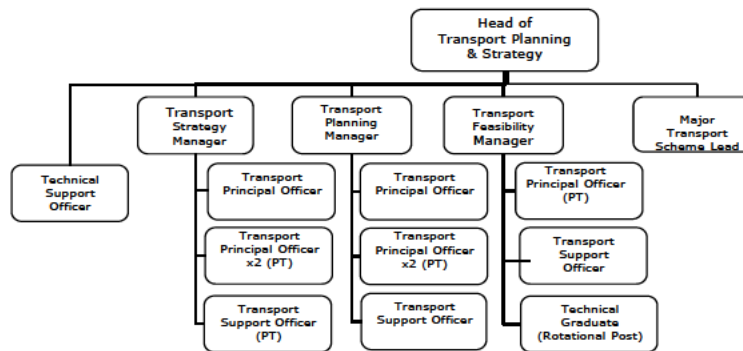 Head of
Transport Planning
& Strategy
Transport
Strategy
Manager
Transport
Planning
Manager
Transport
Feasibility
Manager
Major
Transport
Scheme Lead
Technical
Support
Officer
Transport
Principal Officer
Transport
Principal Officer
Transport
Principal Officer
(PT)
Transport
Principal Officer
x2 (PT)
Transport
Principal Officer
x2 (PT)
Transport
Support
Officer
Transport
Support Officer
(PT)
Transport
Support Officer
Technical
Graduate
(Rotational Post)